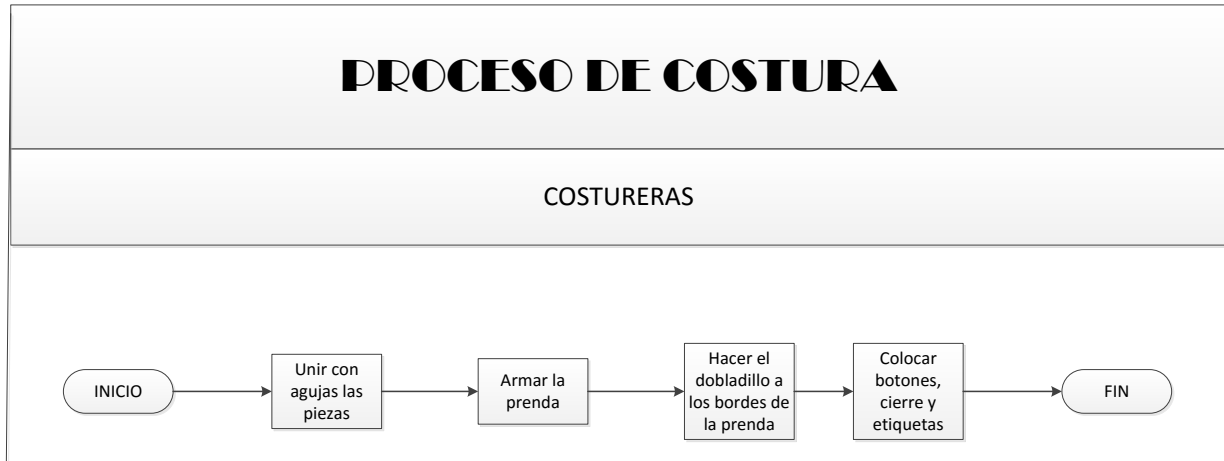 PROCESO DE COSTURA
COSTURERAS
INICIO
Unir con
agujas las
piezas
Armar la
prenda
Hacer el
dobladillo a
los bordes de
la prenda
Colocar
botones,
cierre y
etiquetas
FIN